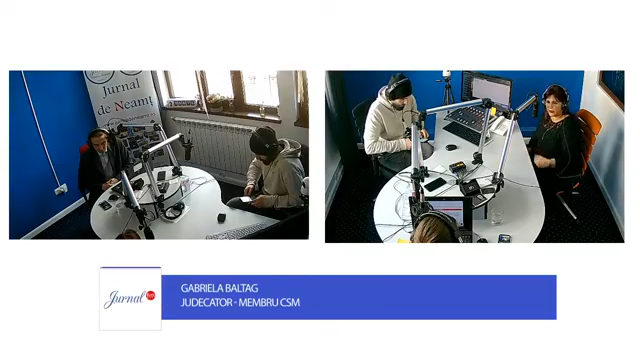 Jurnal
de Neamț
Jurnal
GABRIELA BALTAG
JUDECATOR - MEMBRU CSM